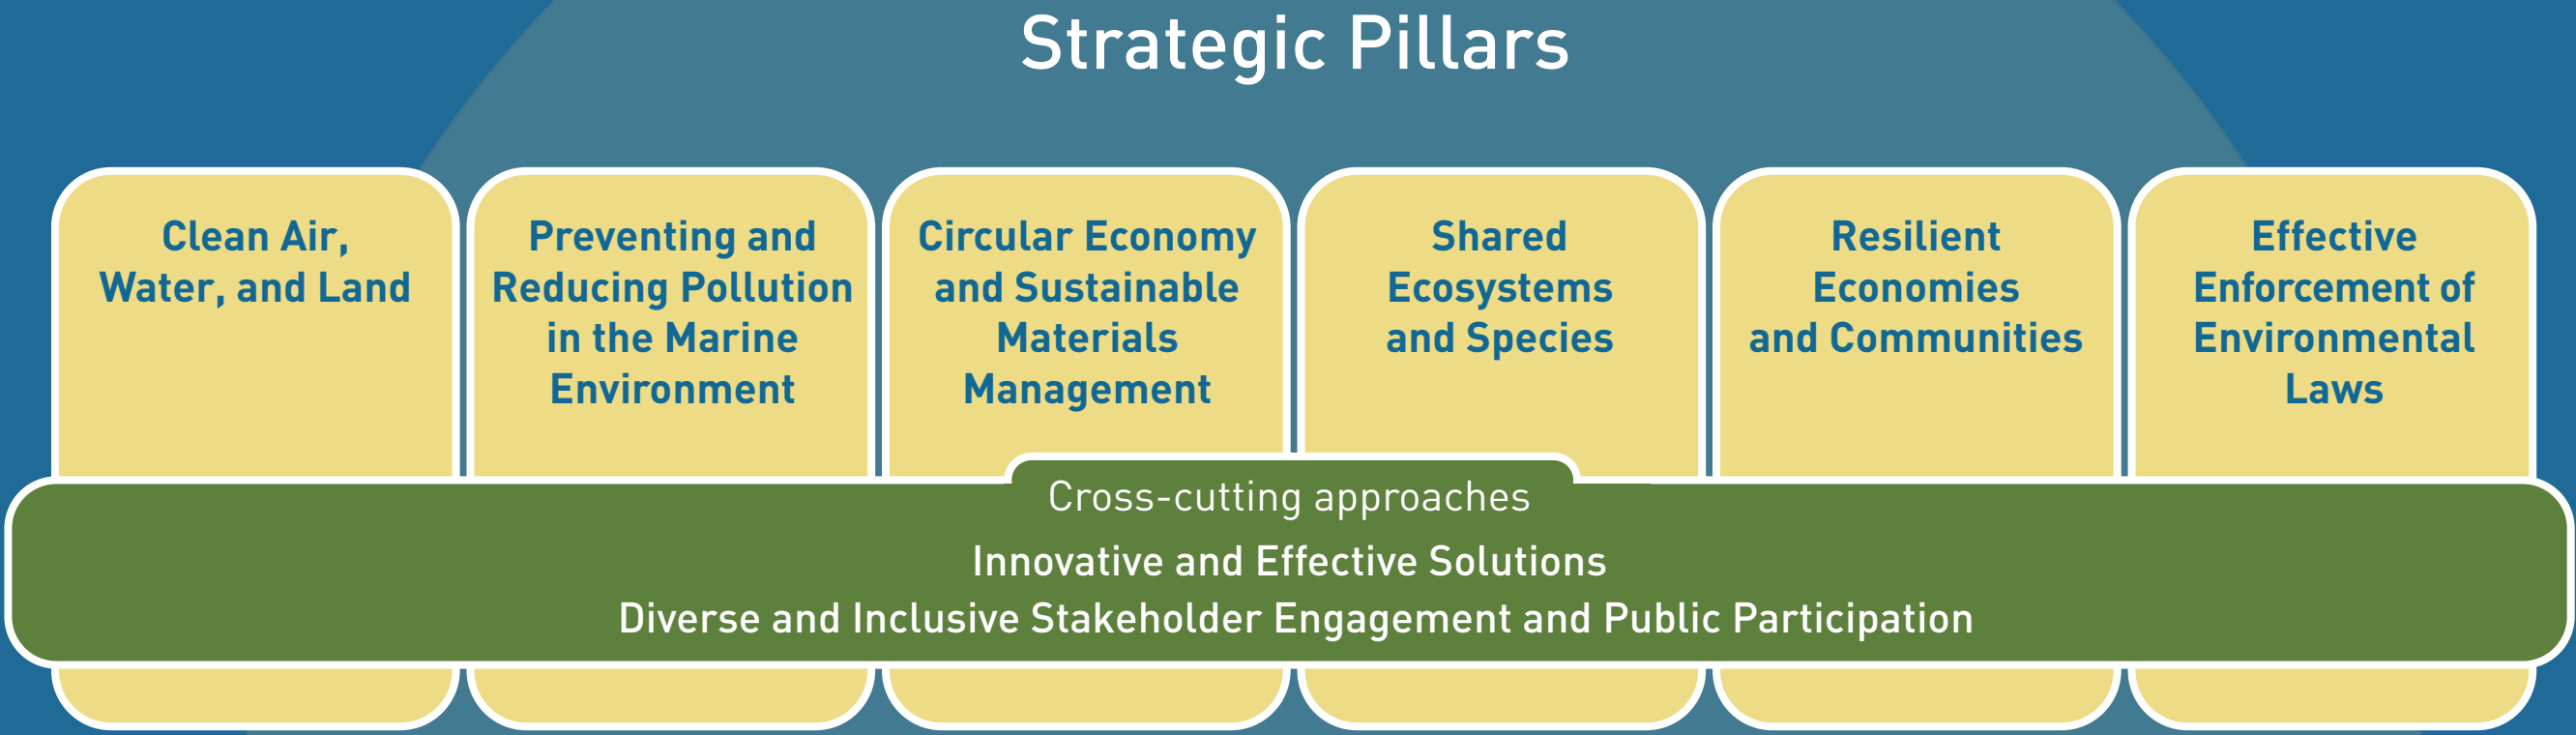 Strategic Pillars
Clean Air,
Water, and Land
Preventing and
Reducing Pollution
in the Marine
Environment
Circular Economy
and Sustainable
Materials
Management
Shared
Ecosystems
and Species
Resilient
Economies
and Communities
Effective
Enforcement of
Environmental
Laws
Cross-cutting approaches
Innovative and Effective Solutions
Diverse and Inclusive Stakeholder Engagement and Public Participation